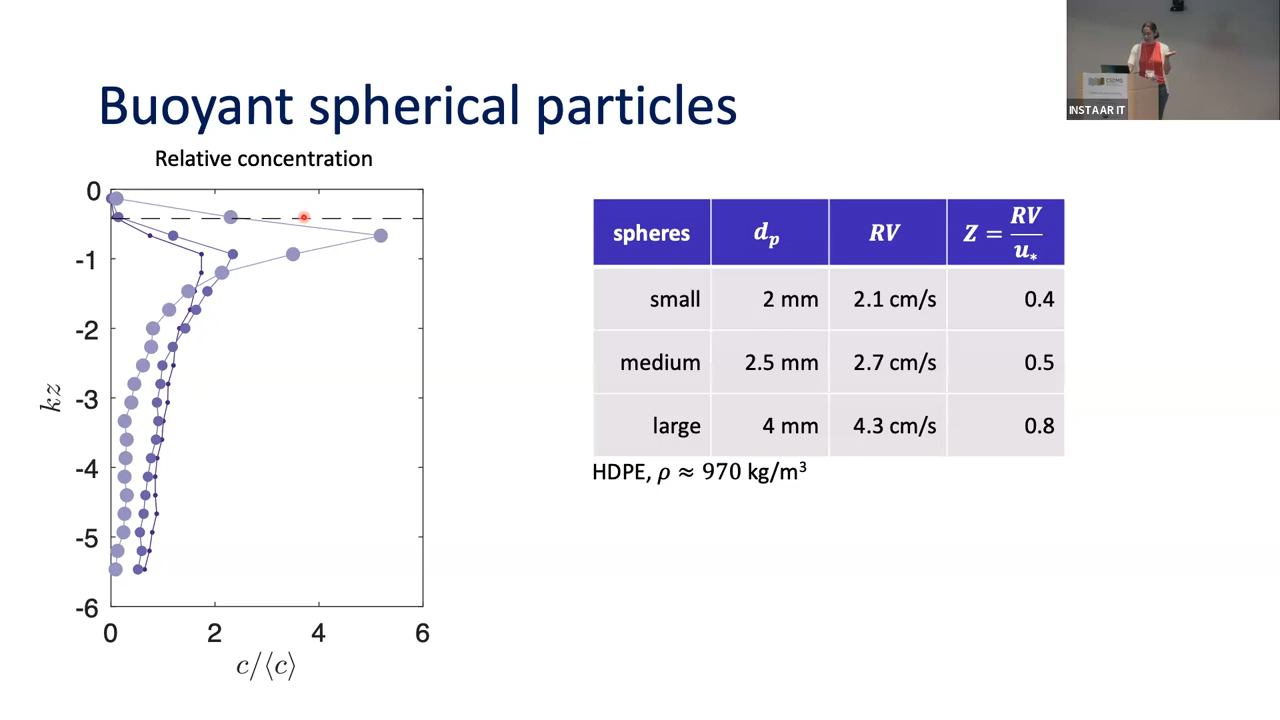 Buoyant spherical particles
INSTAAR IT
Relative concentration
0
-1
-2
-3
-4
-5
-6
kz
0 2 4 6
c/⟨c⟩
spheres d_p RV Z = RV/u_*
small 2 mm 2.1 cm/s 0.4
medium 2.5 mm 2.7 cm/s 0.5
large 4 mm 4.3 cm/s 0.8
HDPE, ρ ≈ 970 kg/m³